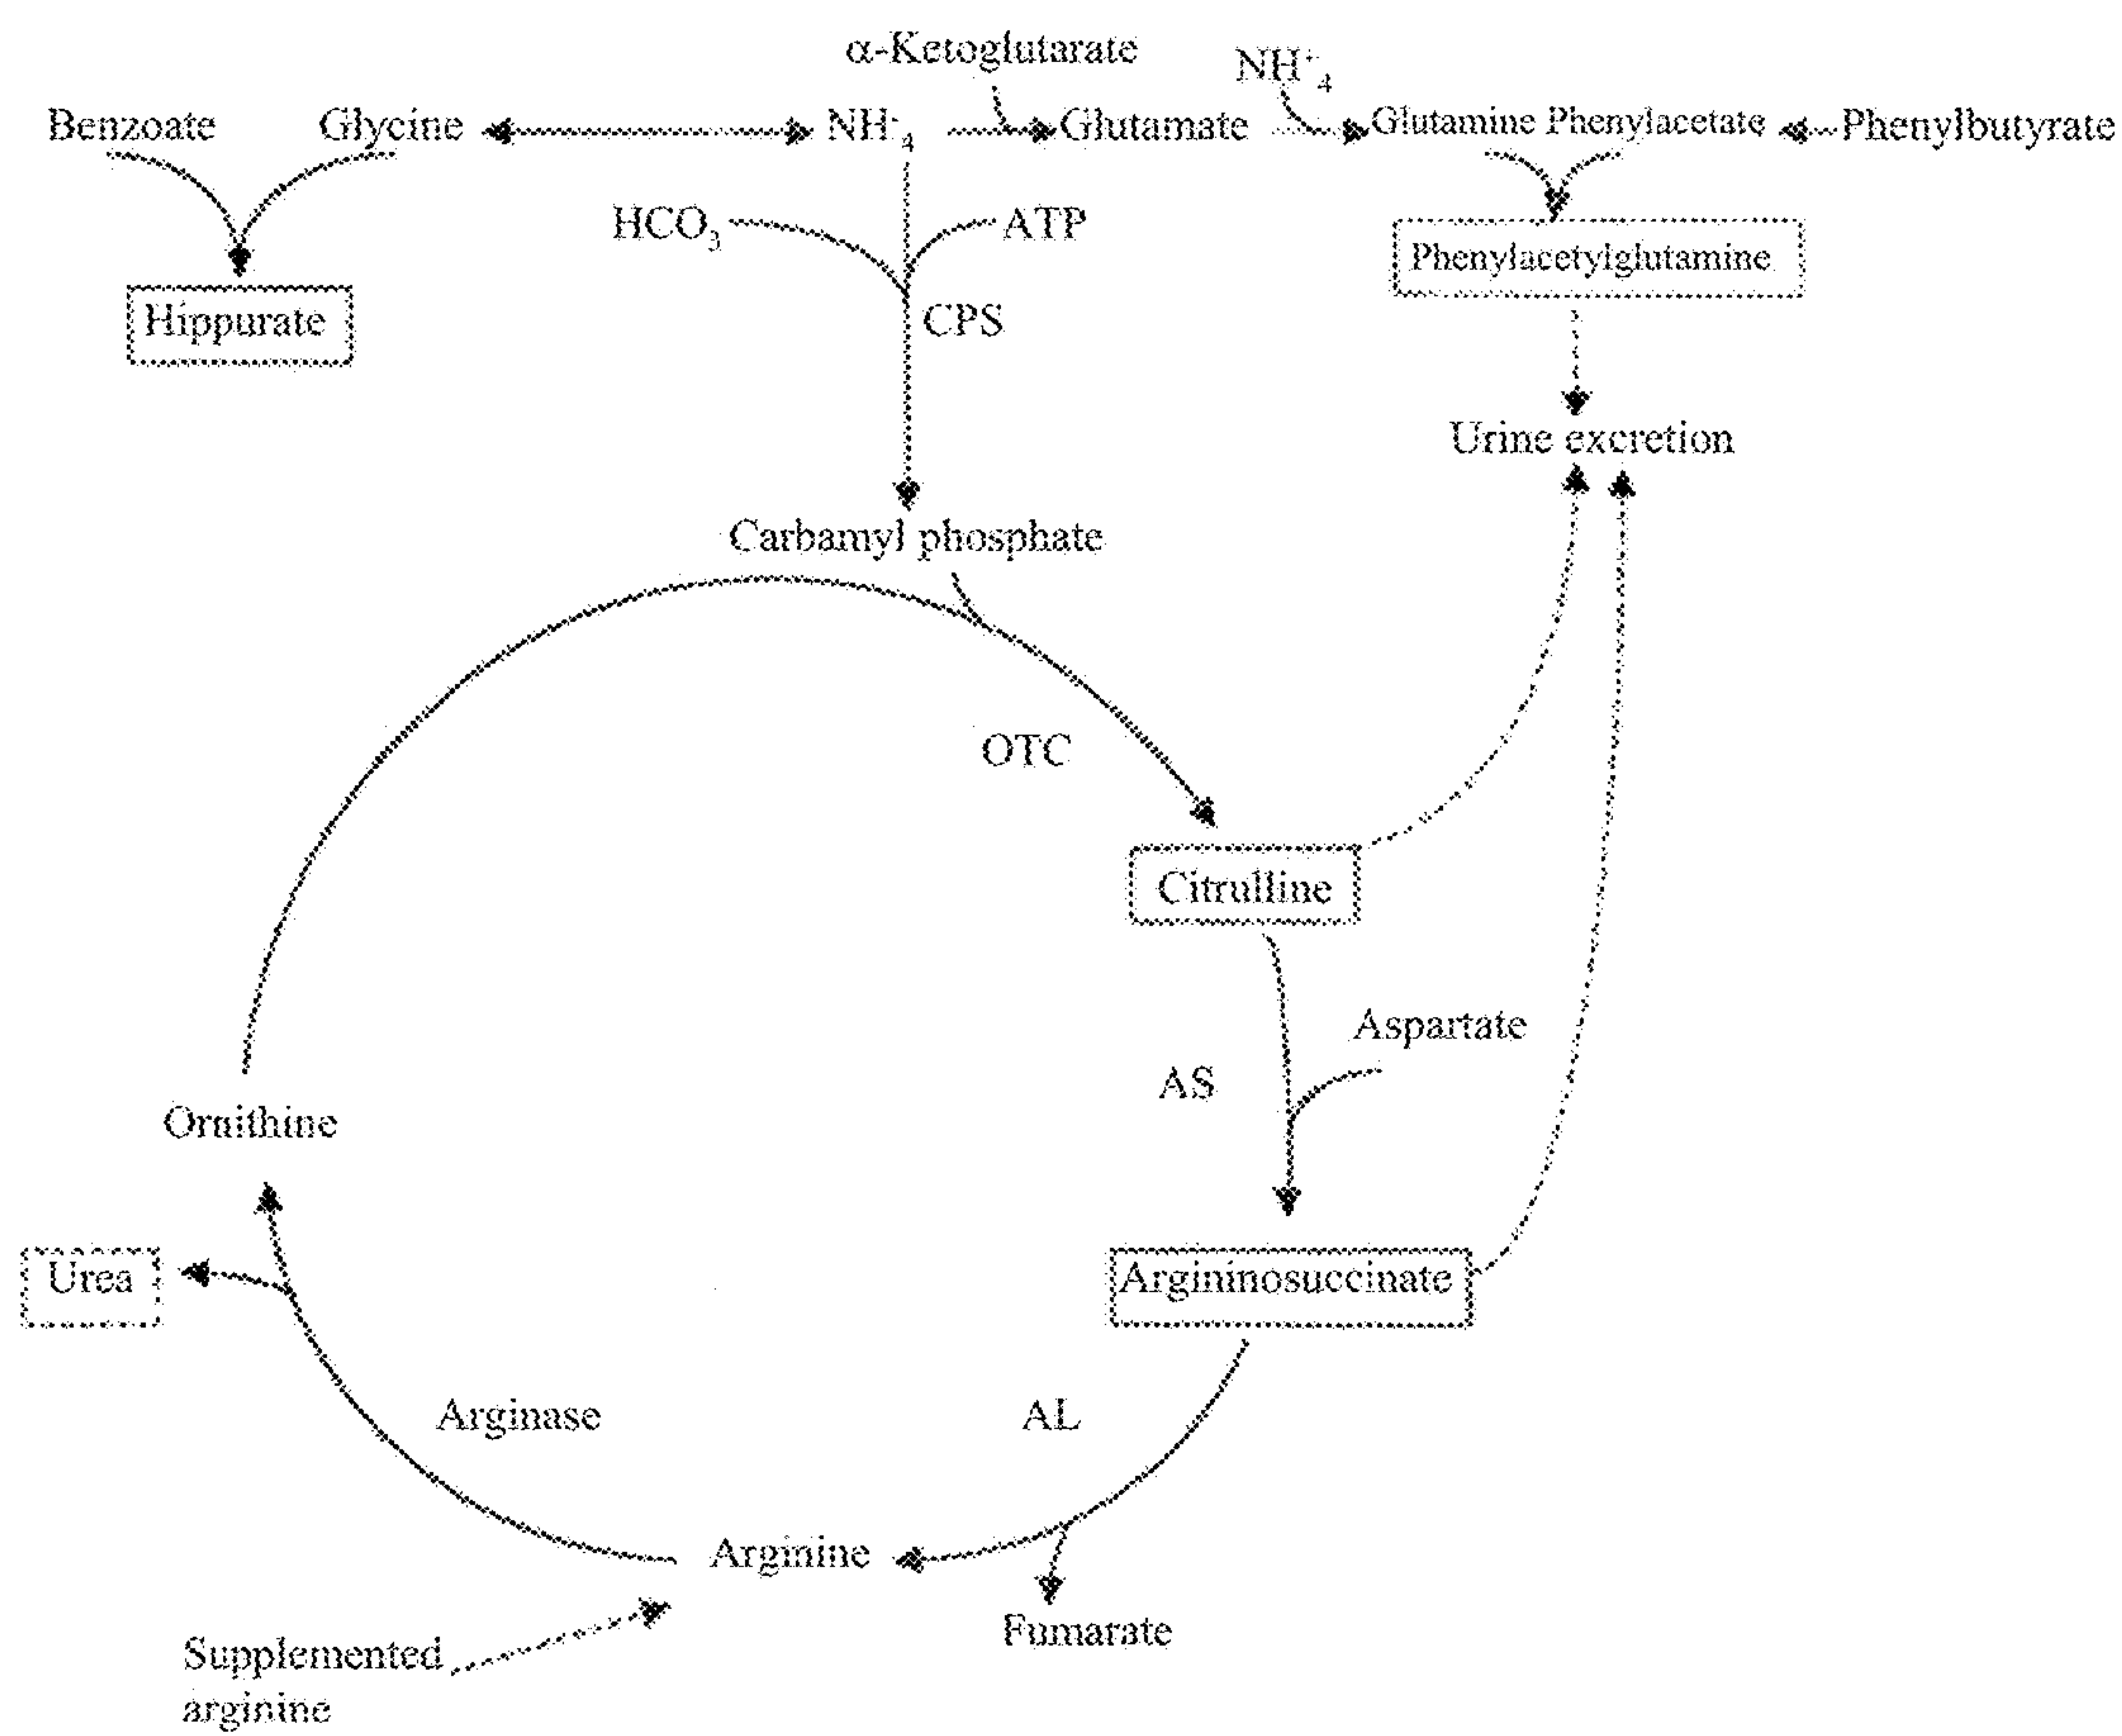 α-Ketoglutarate
NH⁺₄
Benzoate
Glycine
NH⁺₄
Glutamate
Glutamine Phenylacetate
Phenylbutyrate
HCO₃
ATP
Phenylacetylglutamine
Hippurate
CPS
Urine excretion
Carbamyl phosphate
OTC
Citrulline
Aspartate
AS
Ornithine
Urea
Argininosuccinate
Arginase
AL
Arginine
Fumarate
Supplemented
arginine